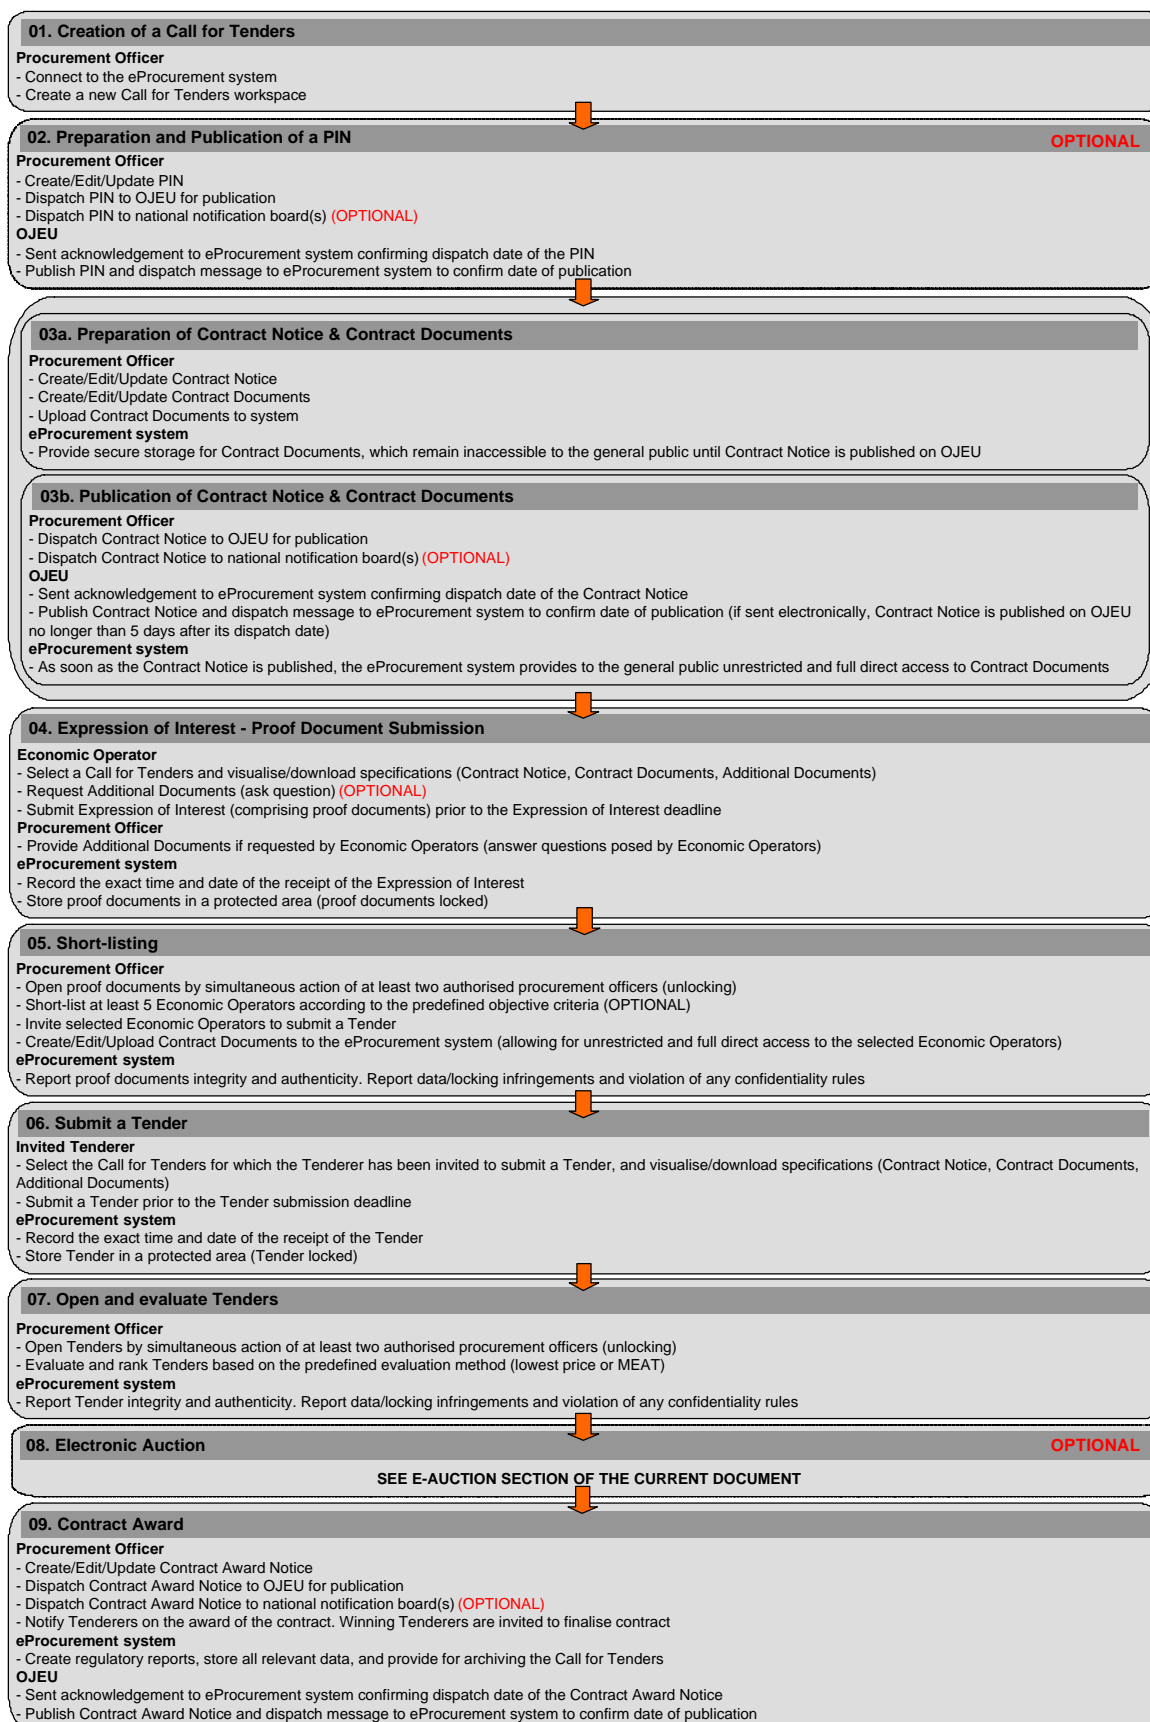 01. Creation of a Call for Tenders
Procurement Officer
- Connect to the eProcurement system
- Create a new Call for Tenders workspace
02. Preparation and Publication of a PIN
OPTIONAL
Procurement Officer
- Create/Edit/Update PIN
- Dispatch PIN to OJEU for publication
- Dispatch PIN to national notification board(s) (OPTIONAL)
OJEU
- Sent acknowledgement to eProcurement system confirming dispatch date of the PIN
- Publish PIN and dispatch message to eProcurement system to confirm date of publication
03a. Preparation of Contract Notice & Contract Documents
Procurement Officer
- Create/Edit/Update Contract Notice
- Create/Edit/Update Contract Documents
- Upload Contract Documents to system
eProcurement system
- Provide secure storage for Contract Documents, which remain inaccessible to the general public until Contract Notice is published on OJEU
03b. Publication of Contract Notice & Contract Documents
Procurement Officer
- Dispatch Contract Notice to OJEU for publication
- Dispatch Contract Notice to national notification board(s) (OPTIONAL)
OJEU
- Sent acknowledgement to eProcurement system confirming dispatch date of the Contract Notice
- Publish Contract Notice and dispatch message to eProcurement system to confirm date of publication (if sent electronically, Contract Notice is published on OJEU
no longer than 5 days after its dispatch date)
eProcurement system
- As soon as the Contract Notice is published, the eProcurement system provides to the general public unrestricted and full direct access to Contract Documents
04. Expression of Interest - Proof Document Submission
Economic Operator
- Select a Call for Tenders and visualise/download specifications (Contract Notice, Contract Documents, Additional Documents)
- Request Additional Documents (ask question) (OPTIONAL)
- Submit Expression of Interest (comprising proof documents) prior to the Expression of Interest deadline
Procurement Officer
- Provide Additional Documents if requested by Economic Operators (answer questions posed by Economic Operators)
eProcurement system
- Record the exact time and date of the receipt of the Expression of Interest
- Store proof documents in a protected area (proof documents locked)
05. Short-listing
Procurement Officer
- Open proof documents by simultaneous action of at least two authorised procurement officers (unlocking)
- Short-list at least 5 Economic Operators according to the predefined objective criteria (OPTIONAL)
- Invite selected Economic Operators to submit a Tender
- Create/Edit/Upload Contract Documents to the eProcurement system (allowing for unrestricted and full direct access to the selected Economic Operators)
eProcurement system
- Report proof documents integrity and authenticity. Report data/locking infringements and violation of any confidentiality rules
06. Submit a Tender
Invited Tenderer
- Select the Call for Tenders for which the Tenderer has been invited to submit a Tender, and visualise/download specifications (Contract Notice, Contract Documents,
Additional Documents)
- Submit a Tender prior to the Tender submission deadline
eProcurement system
- Record the exact time and date of the receipt of the Tender
- Store Tender in a protected area (Tender locked)
07. Open and evaluate Tenders
Procurement Officer
- Open Tenders by simultaneous action of at least two authorised procurement officers (unlocking)
- Evaluate and rank Tenders based on the predefined evaluation method (lowest price or MEAT)
eProcurement system
- Report Tender integrity and authenticity. Report data/locking infringements and violation of any confidentiality rules
08. Electronic Auction
OPTIONAL
SEE E-AUCTION SECTION OF THE CURRENT DOCUMENT
09. Contract Award
Procurement Officer
- Create/Edit/Update Contract Award Notice
- Dispatch Contract Award Notice to OJEU for publication
- Dispatch Contract Award Notice to national notification board(s) (OPTIONAL)
- Notify Tenderers on the award of the contract. Winning Tenderers are invited to finalise contract
eProcurement system
- Create regulatory reports, store all relevant data, and provide for archiving the Call for Tenders
OJEU
- Sent acknowledgement to eProcurement system confirming dispatch date of the Contract Award Notice
- Publish Contract Award Notice and dispatch message to eProcurement system to confirm date of publication